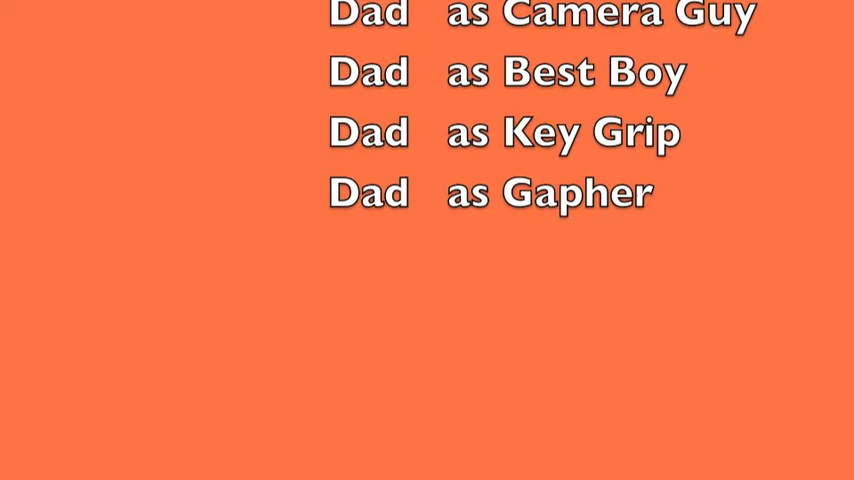 Dad as Camera Guy
Dad as Best Boy
Dad as Key Grip
Dad as Gapher